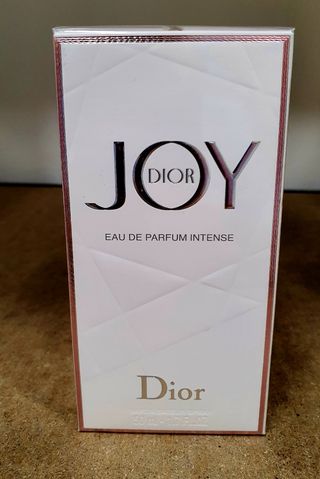 JOY
DIOR
EAU DE PARFUM INTENSE
Dior